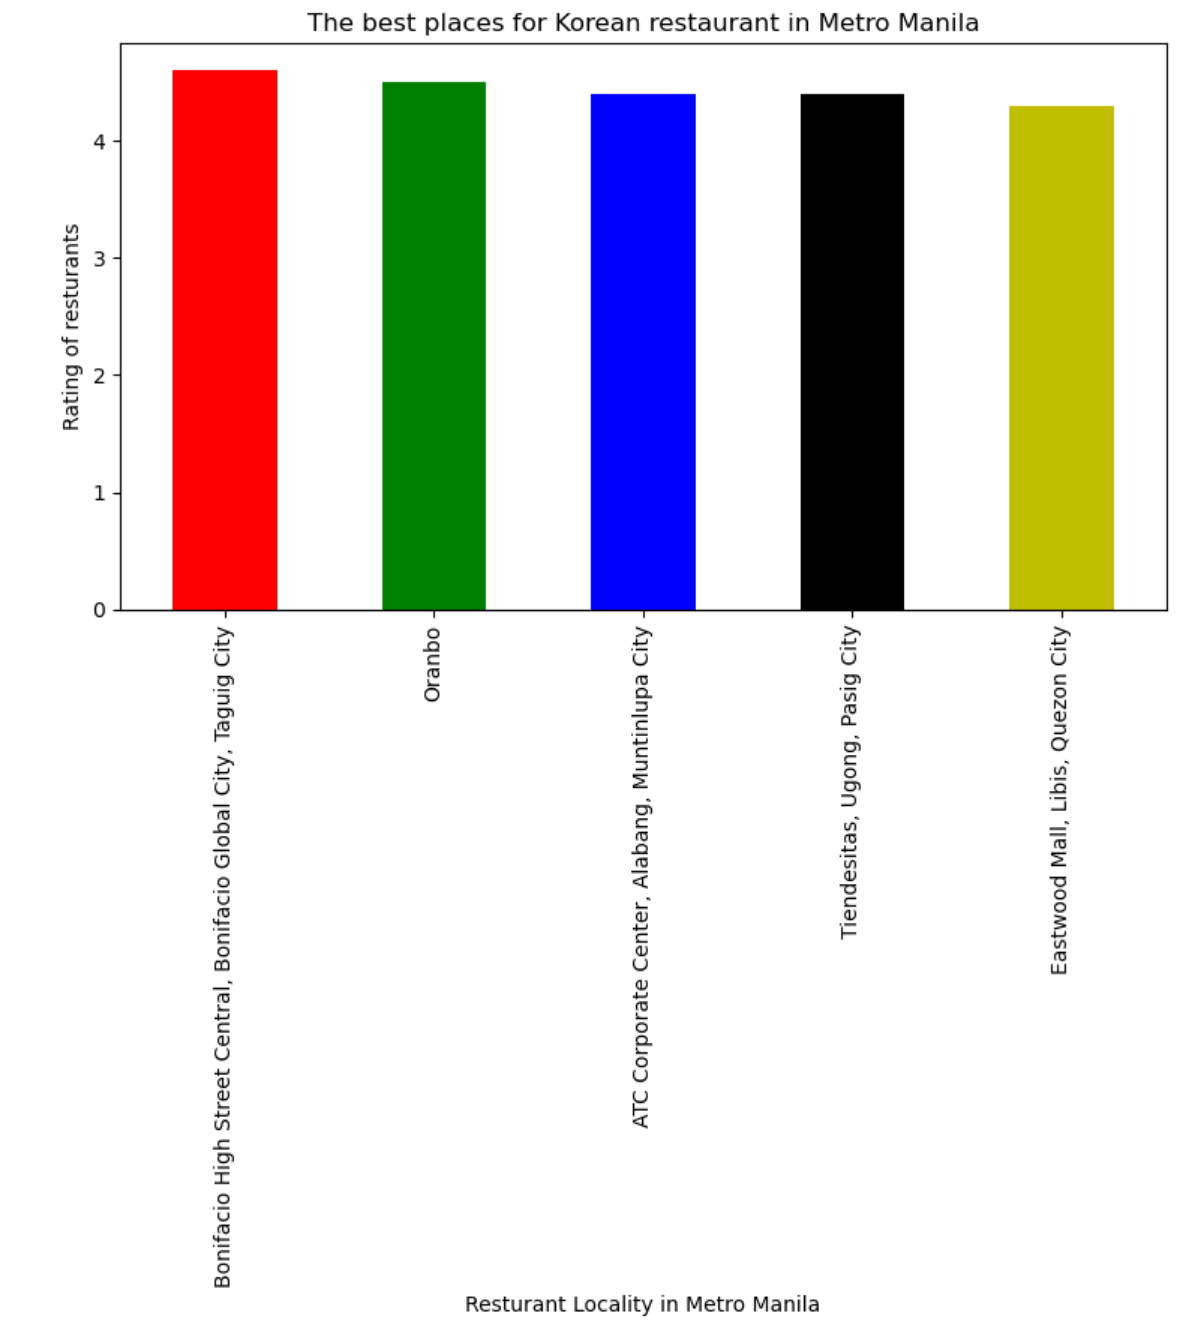 The best places for Korean restaurant in Metro Manila
Rating of resturants
4
3
2
1
0
Bonifacio High Street Central, Bonifacio Global City, Taguig City
Oranbo
ATC Corporate Center, Alabang, Muntinlupa City
Tiendesitas, Ugong, Pasig City
Eastwood Mall, Libis, Quezon City
Resturant Locality in Metro Manila